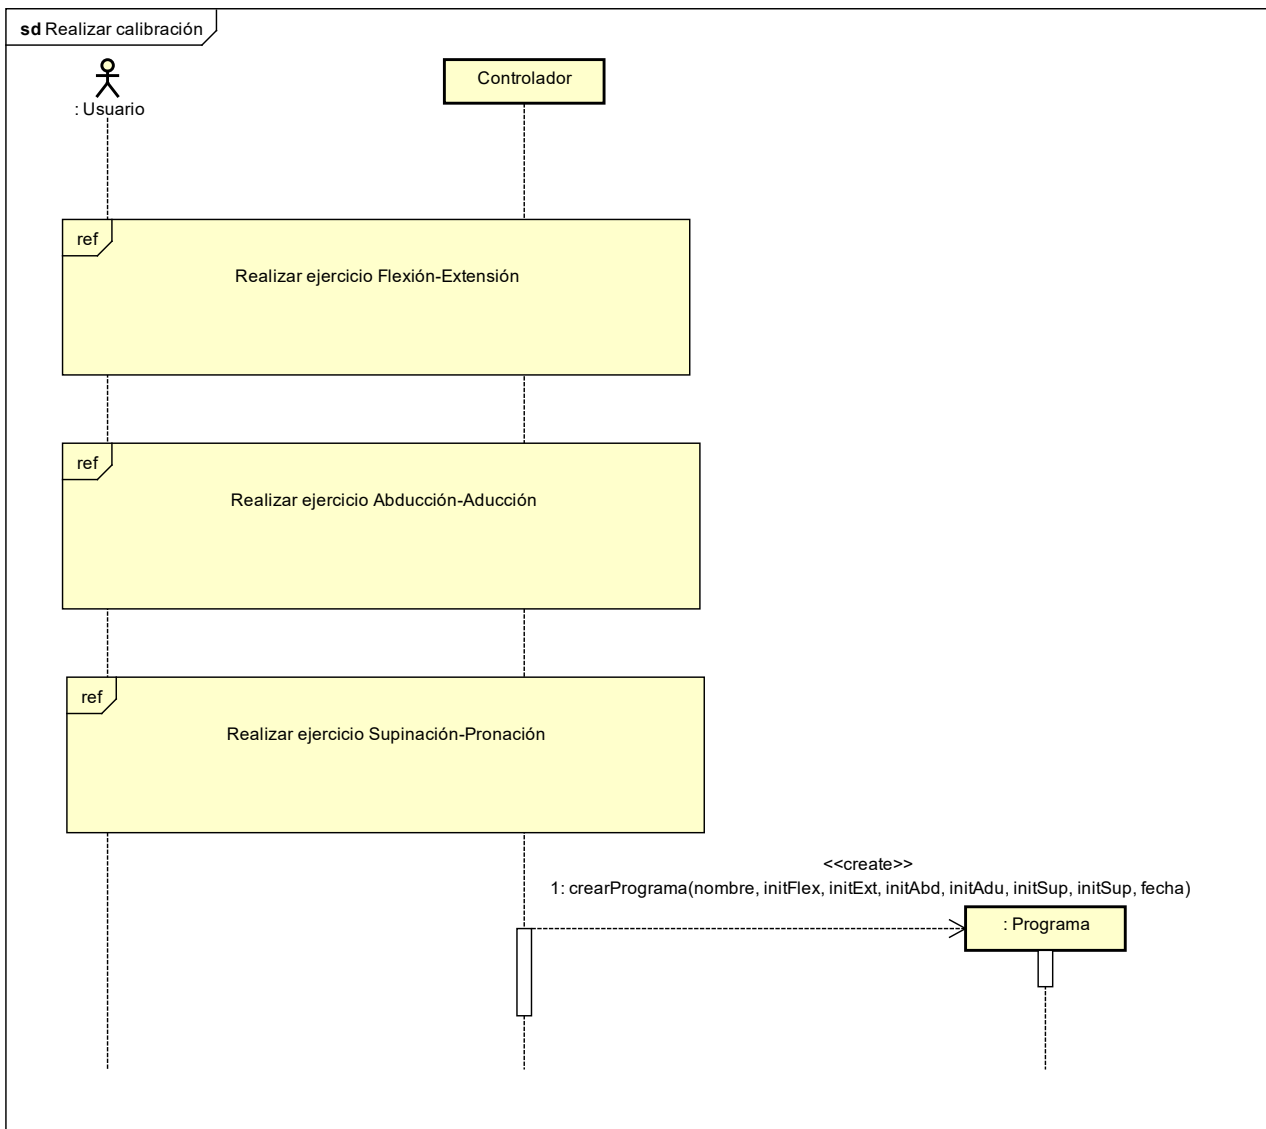 sd Realizar calibración
: Usuario
Controlador
ref
Realizar ejercicio Flexión-Extensión
ref
Realizar ejercicio Abducción-Aducción
ref
Realizar ejercicio Supinación-Pronación
<<create>>
1: crearPrograma(nombre, initFlex, initExt, initAbd, initAdu, initSup, initSup, fecha)
: Programa